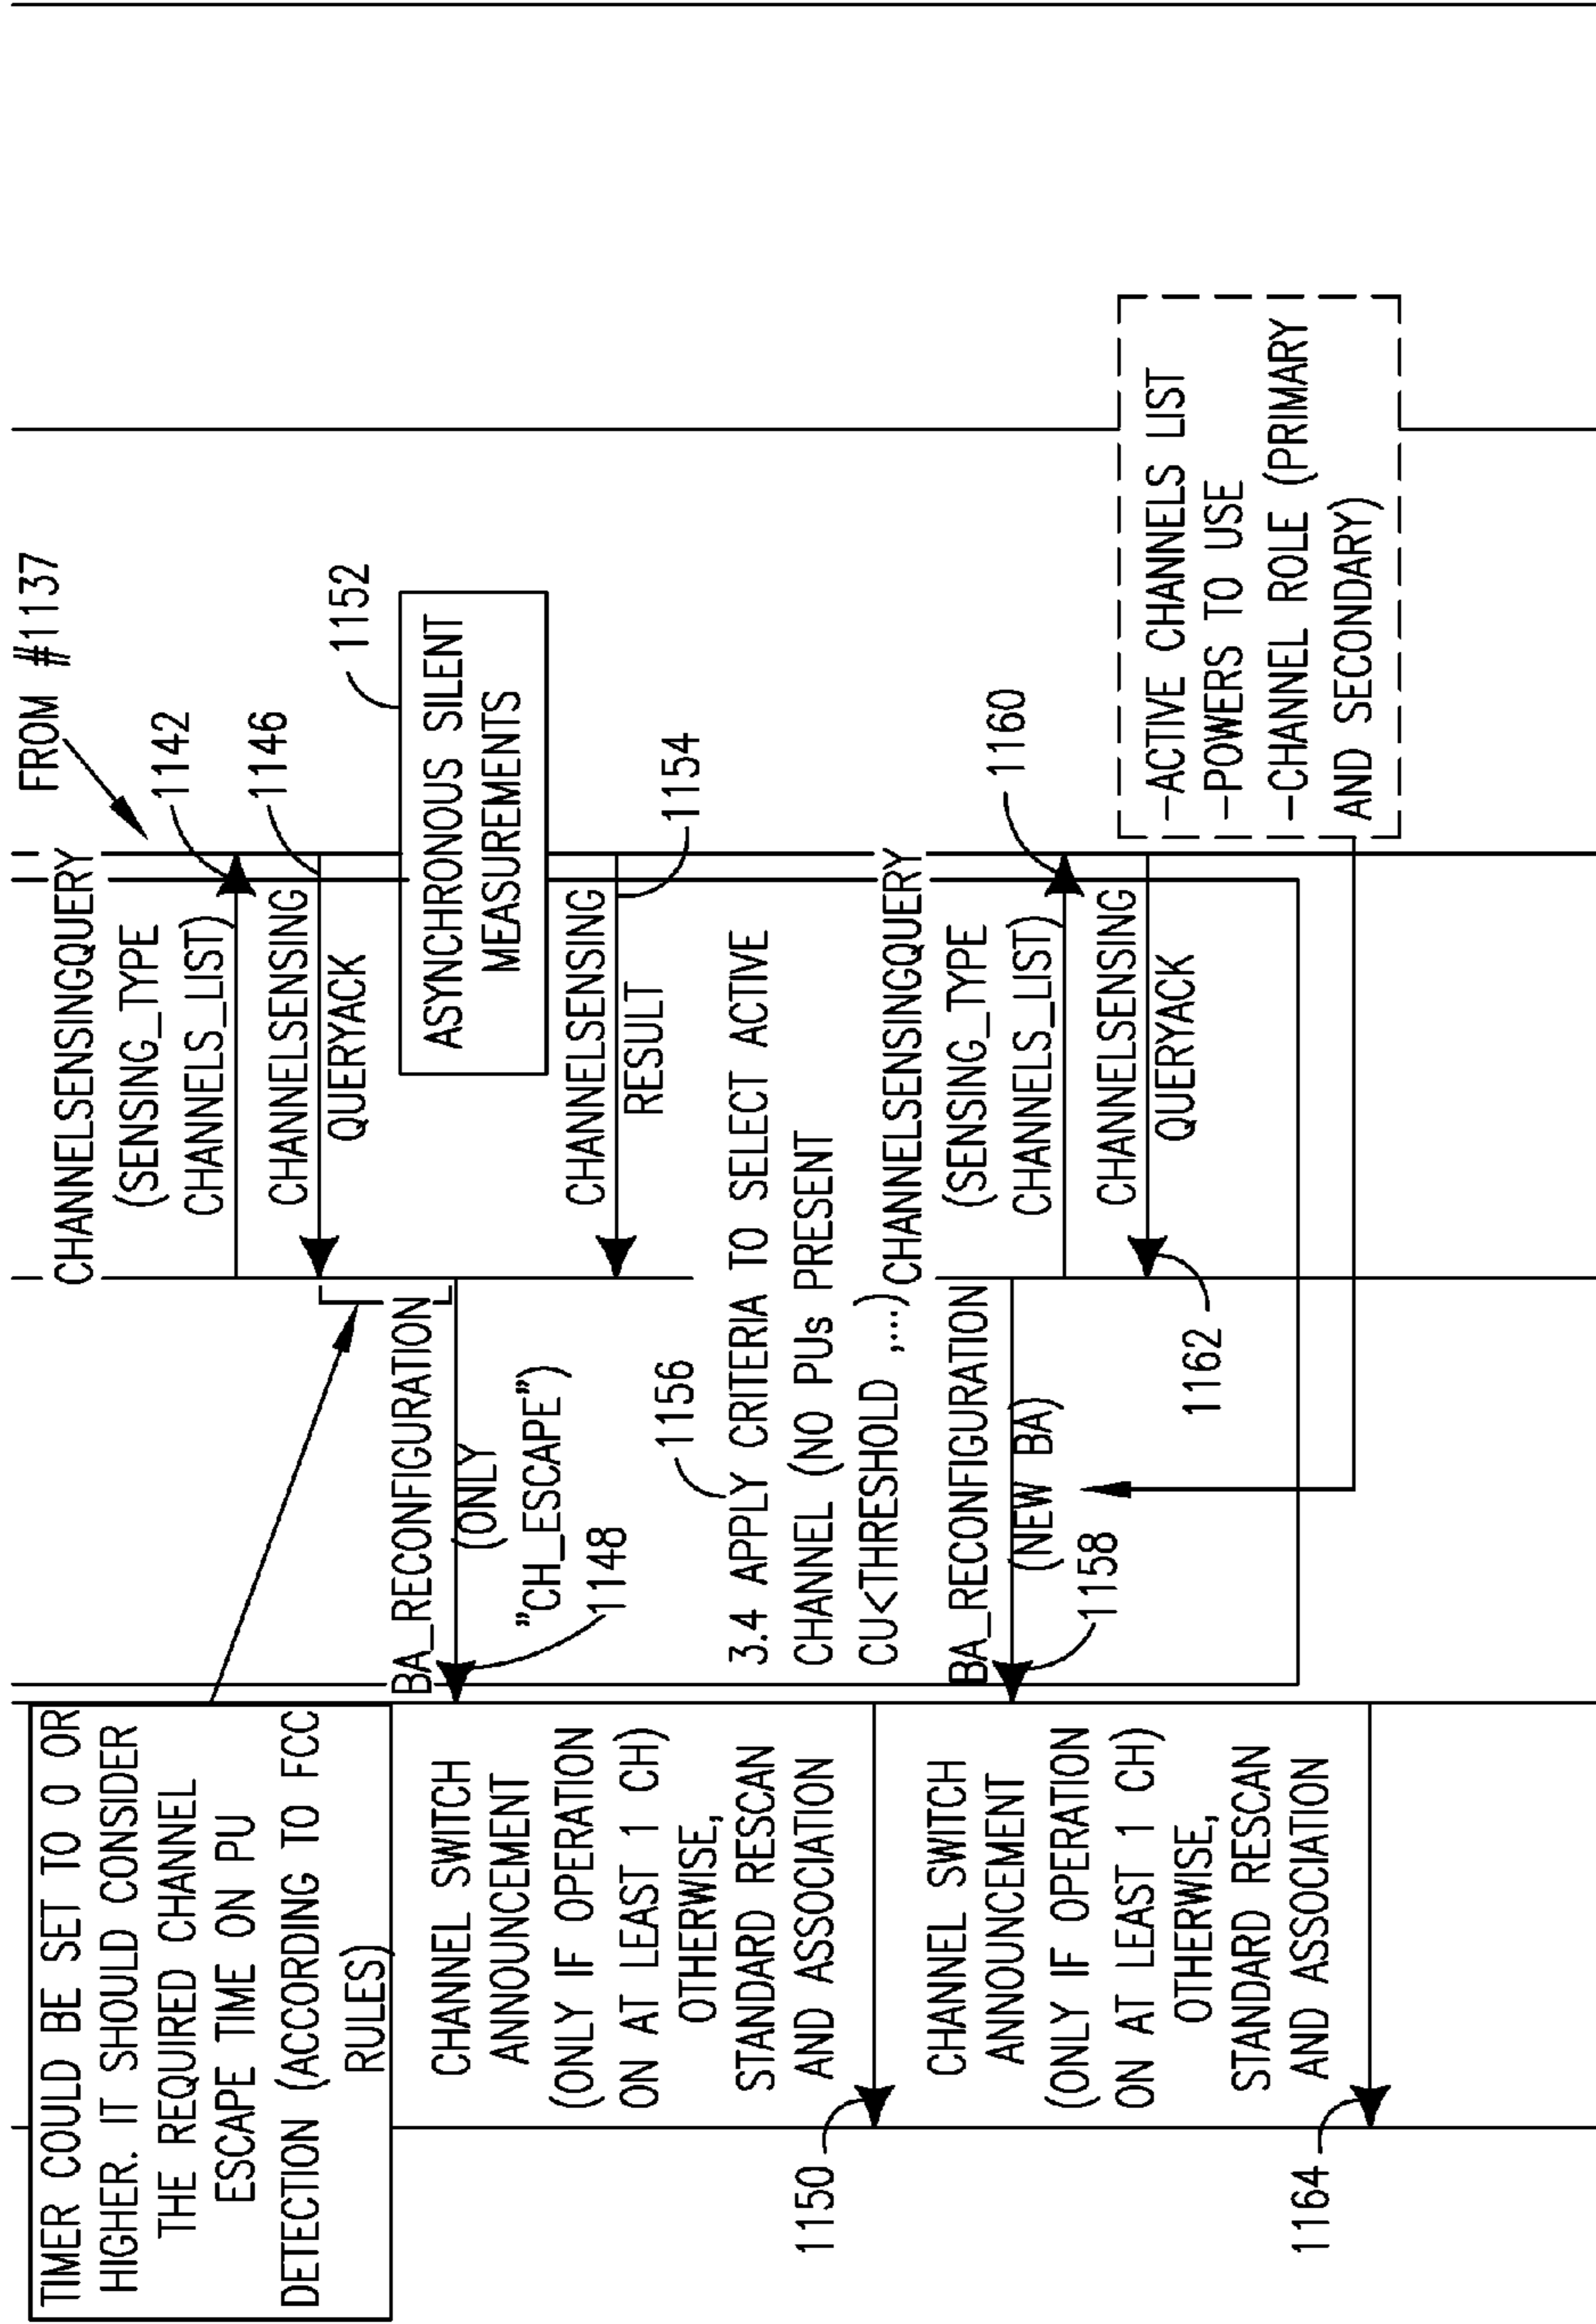 FROM #1137
TIMER COULD BE SET TO 0 OR
HIGHER. IT SHOULD CONSIDER
THE REQUIRED CHANNEL
ESCAPE TIME ON PU
DETECTION (ACCORDING TO FCC
RULES)
CHANNELSENSINGQUERY
(SENSING_TYPE
CHANNELS_LIST)
1142
CHANNELSENSING
QUERYACK
1146
BA_RECONFIGURATION
(ONLY
"CH_ESCAPE")
1148
ASYNCHRONOUS SILENT
MEASUREMENTS
1152
CHANNEL SWITCH
ANNOUNCEMENT
(ONLY IF OPERATION
ON AT LEAST 1 CH)
OTHERWISE,
STANDARD RESCAN
AND ASSOCIATION
1150
CHANNELSENSING
RESULT
1154
1156
3.4 APPLY CRITERIA TO SELECT ACTIVE
CHANNEL (NO PUs PRESENT
CU<THRESHOLD ,....)
CHANNELSENSINGQUERY
(SENSING_TYPE
CHANNELS_LIST)
1160
BA_RECONFIGURATION
(NEW BA)
1158
CHANNELSENSING
QUERYACK
1162
CHANNEL SWITCH
ANNOUNCEMENT
(ONLY IF OPERATION
ON AT LEAST 1 CH)
OTHERWISE,
STANDARD RESCAN
AND ASSOCIATION
1164
-ACTIVE CHANNELS LIST
-POWERS TO USE
-CHANNEL ROLE (PRIMARY
AND SECONDARY)